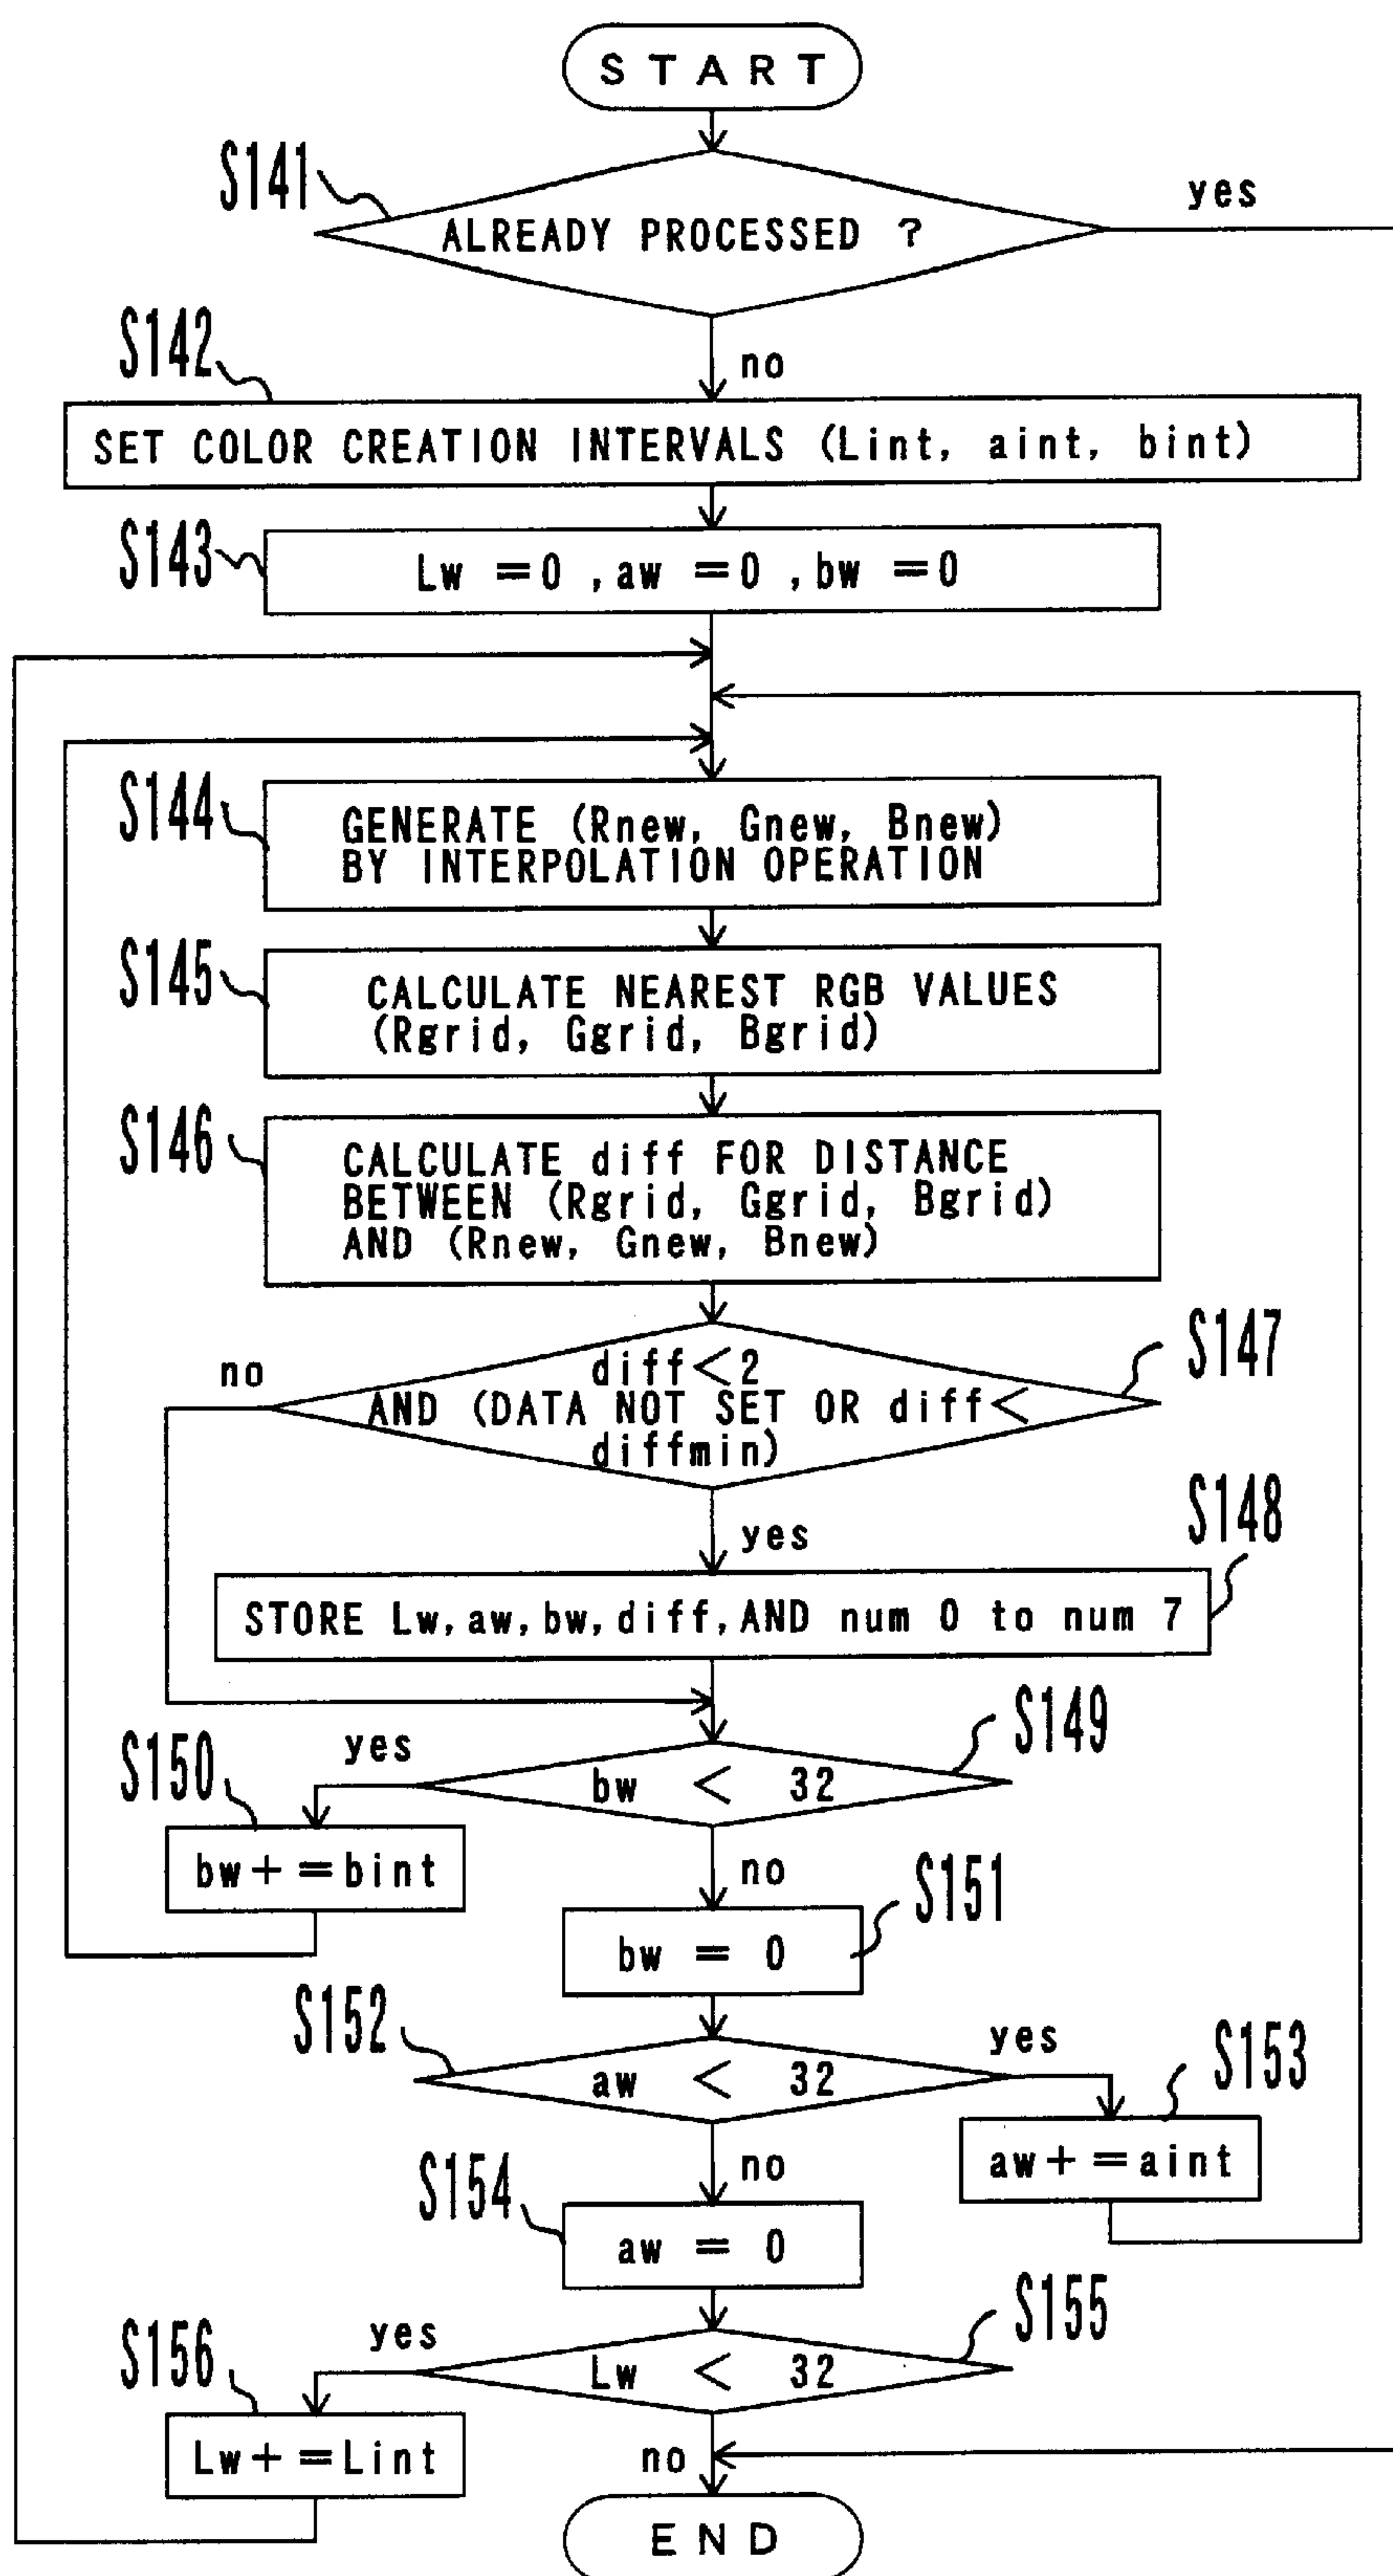 START
S141
ALREADY PROCESSED ?
yes
no
S142
SET COLOR CREATION INTERVALS (Lint, aint, bint)
S143
Lw =0 ,aw =0 ,bw =0
S144
GENERATE (Rnew, Gnew, Bnew)
BY INTERPOLATION OPERATION
S145
CALCULATE NEAREST RGB VALUES
(Rgrid, Ggrid, Bgrid)
S146
CALCULATE diff FOR DISTANCE
BETWEEN (Rgrid, Ggrid, Bgrid)
AND (Rnew, Gnew, Bnew)
S147
no
diff<2
AND (DATA NOT SET OR diff<
diffmin)
yes
S148
STORE Lw,aw,bw,diff,AND num 0 to num 7
S149
yes
bw < 32
S150
bw+=bint
no
S151
bw = 0
S152
yes
aw < 32
S153
aw+=aint
no
S154
aw = 0
S155
yes
Lw < 32
S156
Lw+=Lint
no
END